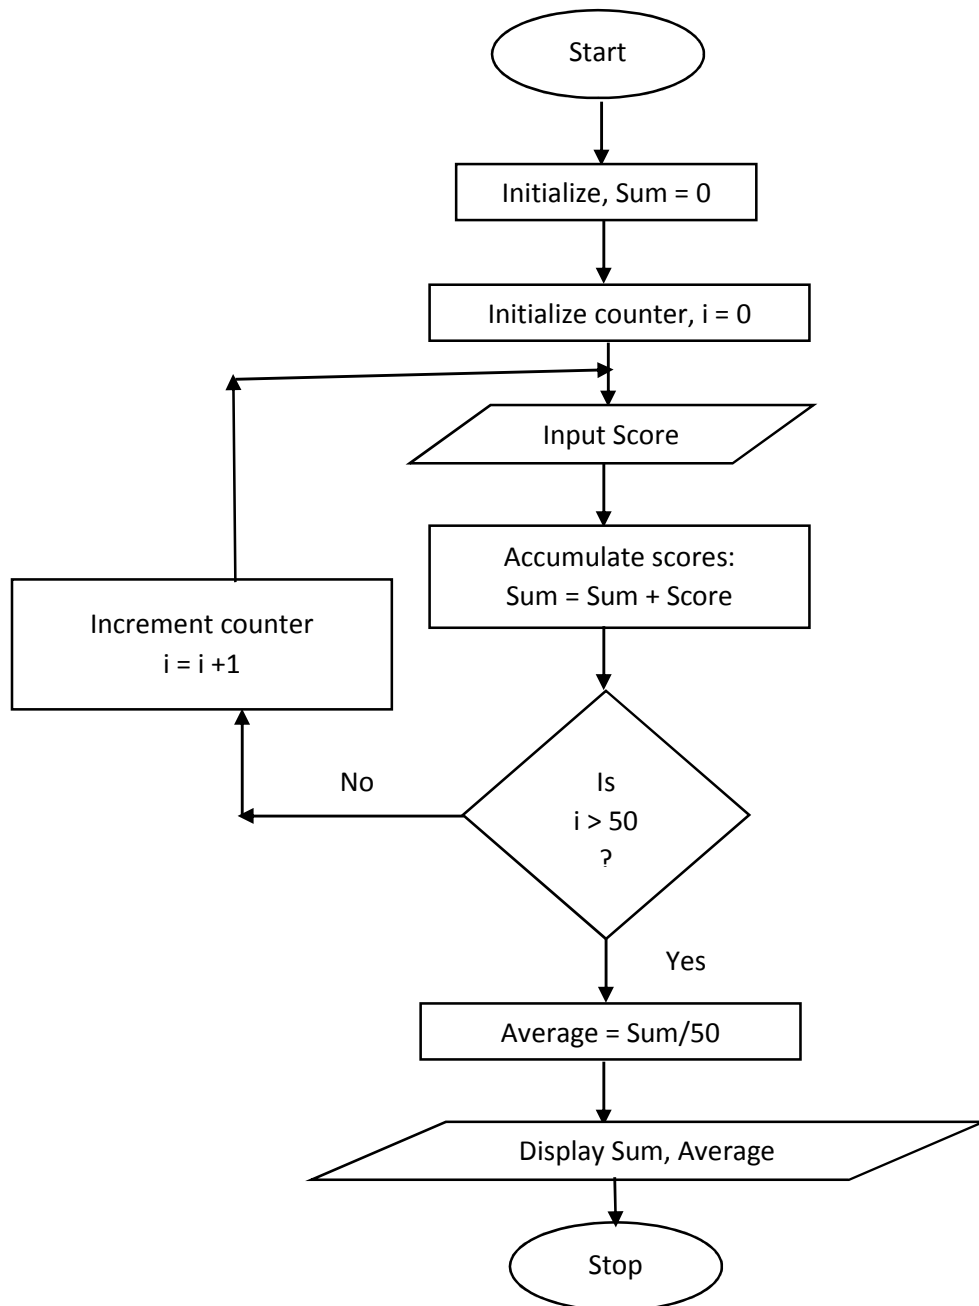 Start
Initialize, Sum = 0
Initialize counter, i = 0
Input Score
Accumulate scores:
Sum = Sum + Score
Increment counter
i = i +1
No
Is
i > 50
?
Yes
Average = Sum/50
Display Sum, Average
Stop